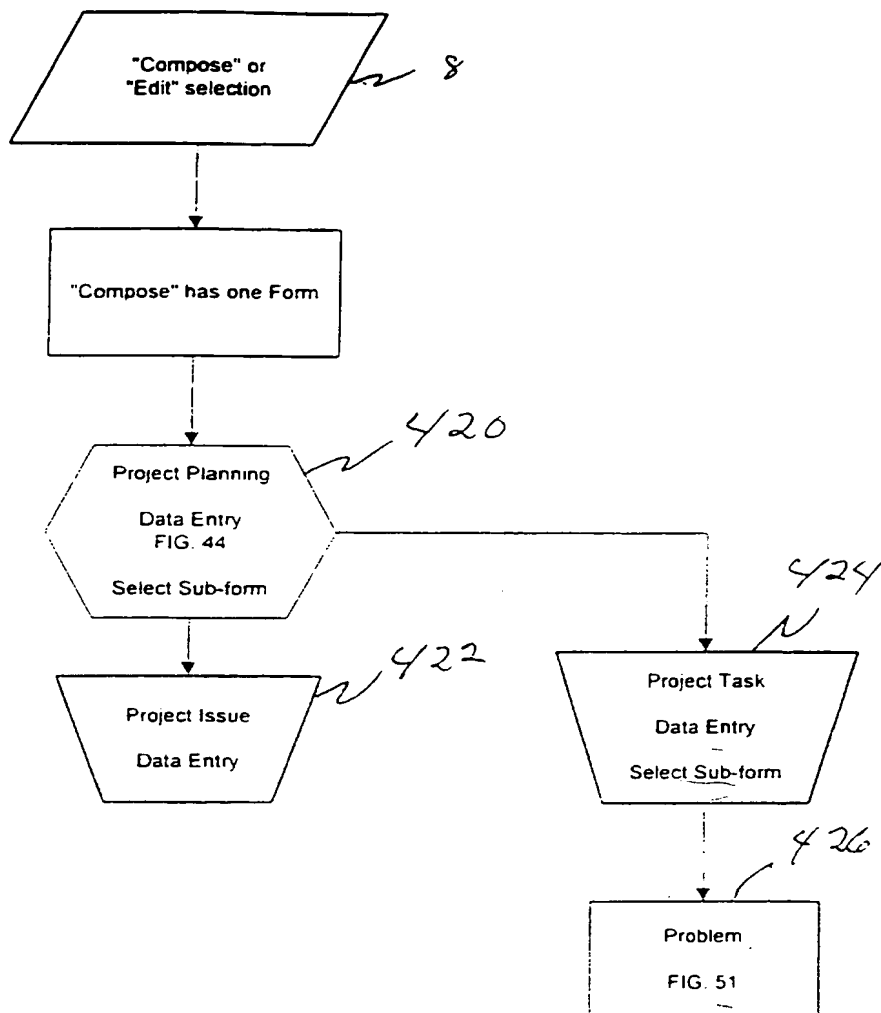 "Compose" or
"Edit" selection
8
"Compose" has one Form
420
Project Planning
Data Entry
FIG. 44
Select Sub-form
422
Project Issue
Data Entry
424
Project Task
Data Entry
Select Sub-form
426
Problem
FIG. 51